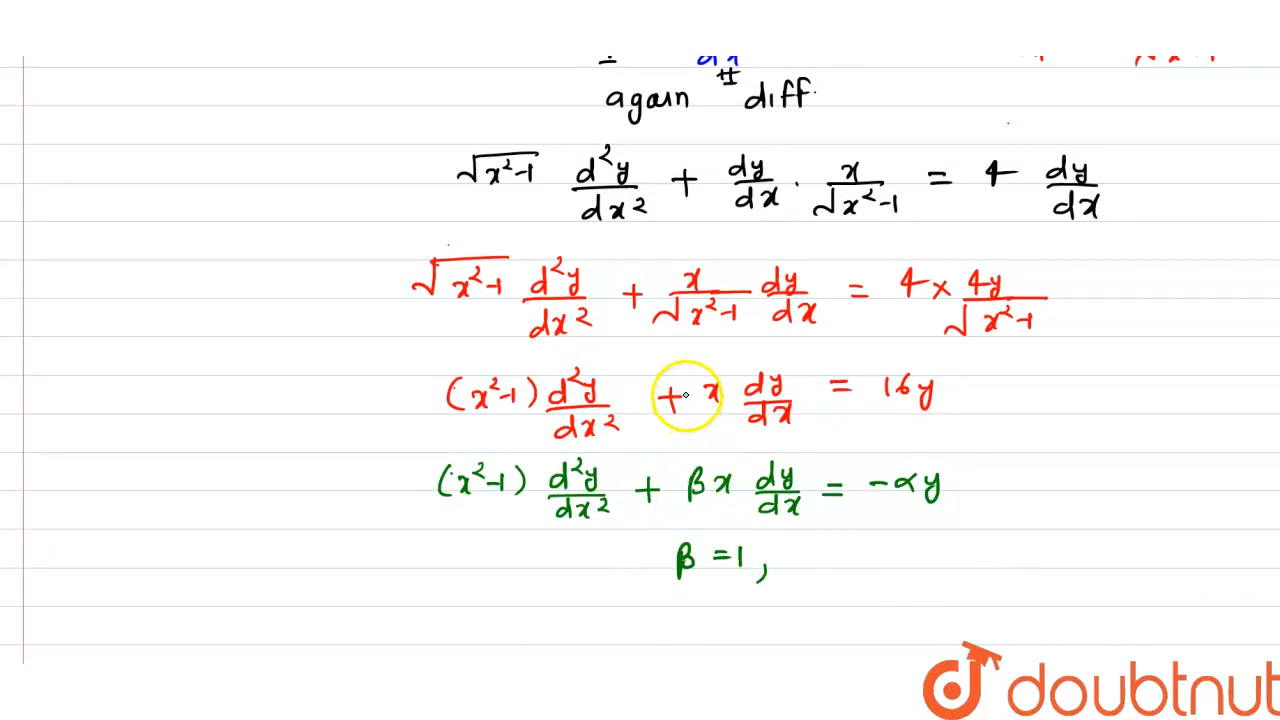 again diff.
√x²-1 d²y/dx² + dy/dx . x/√x²-1 = 4 dy/dx
√x²-1 d²y/dx² + x/√x²-1 dy/dx = 4 × 4y/√x²-1
(x²-1) d²y/dx² + x dy/dx = 16y
(x²-1) d²y/dx² + βx dy/dx = -αy
β = 1,
doubtnut